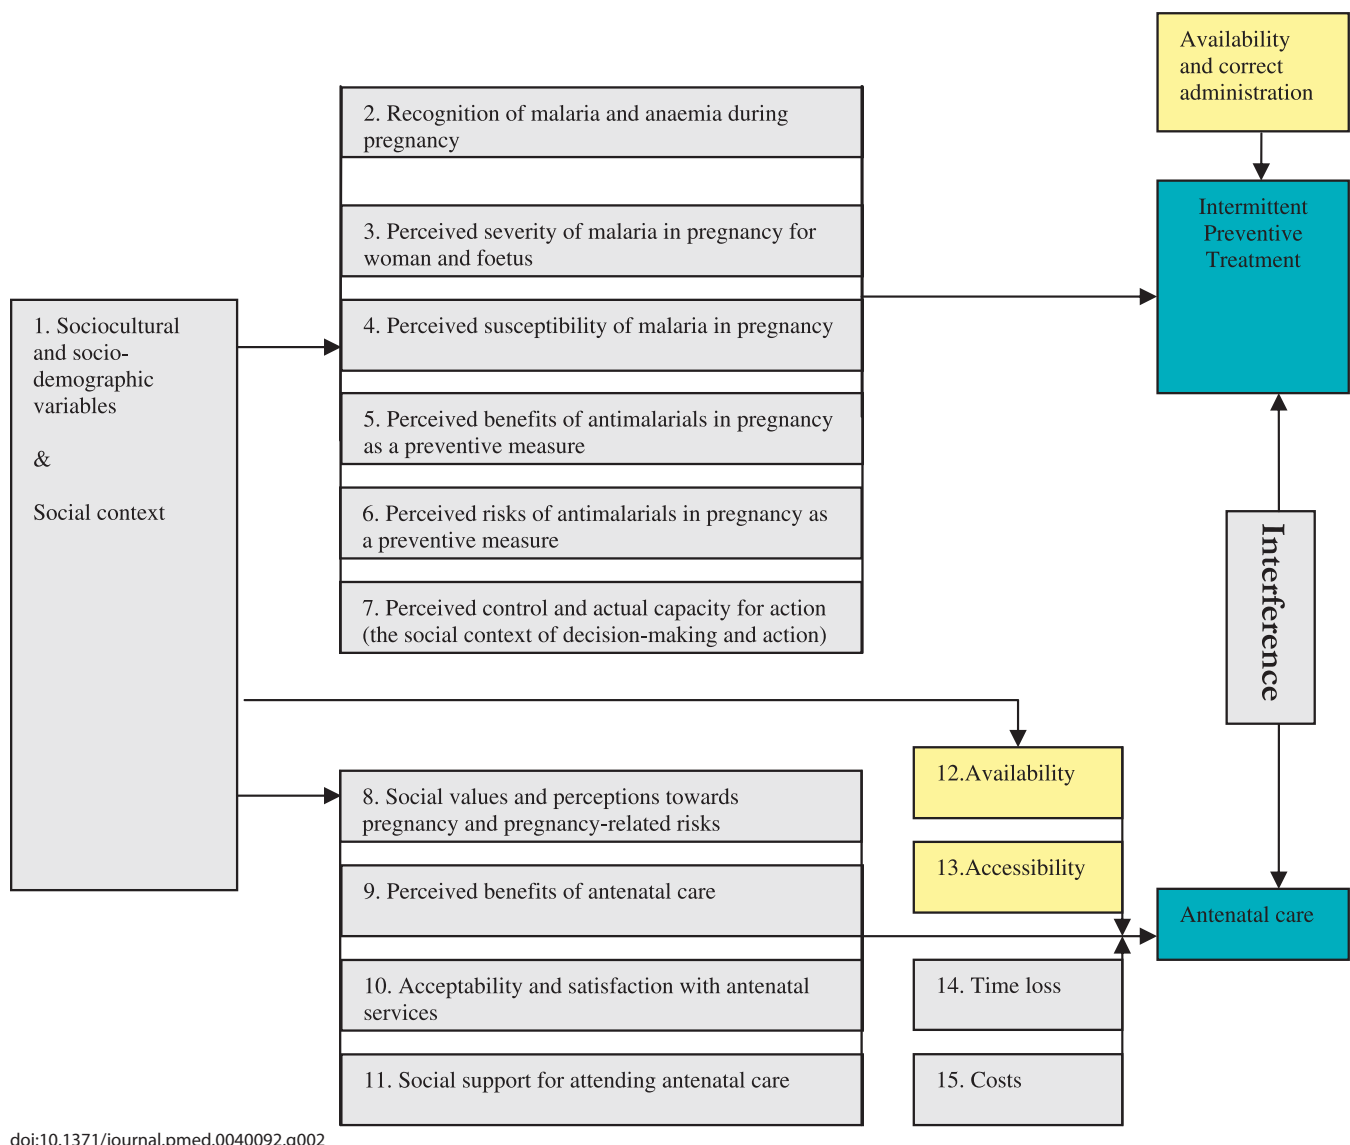 Availability
and correct
administration
2. Recognition of malaria and anaemia during
pregnancy
Intermittent
Preventive
Treatment
3. Perceived severity of malaria in pregnancy for
woman and foetus
1. Sociocultural
and socio-
demographic
variables
&
Social context
4. Perceived susceptibility of malaria in pregnancy
5. Perceived benefits of antimalarials in pregnancy
as a preventive measure
6. Perceived risks of antimalarials in pregnancy as
a preventive measure
7. Perceived control and actual capacity for action
(the social context of decision-making and action)
Interference
8. Social values and perceptions towards
pregnancy and pregnancy-related risks
12.Availability
9. Perceived benefits of antenatal care
13.Accessibility
Antenatal care
10. Acceptability and satisfaction with antenatal
services
14. Time loss
11. Social support for attending antenatal care
15. Costs
doi:10.1371/journal.pmed.0040092.g002